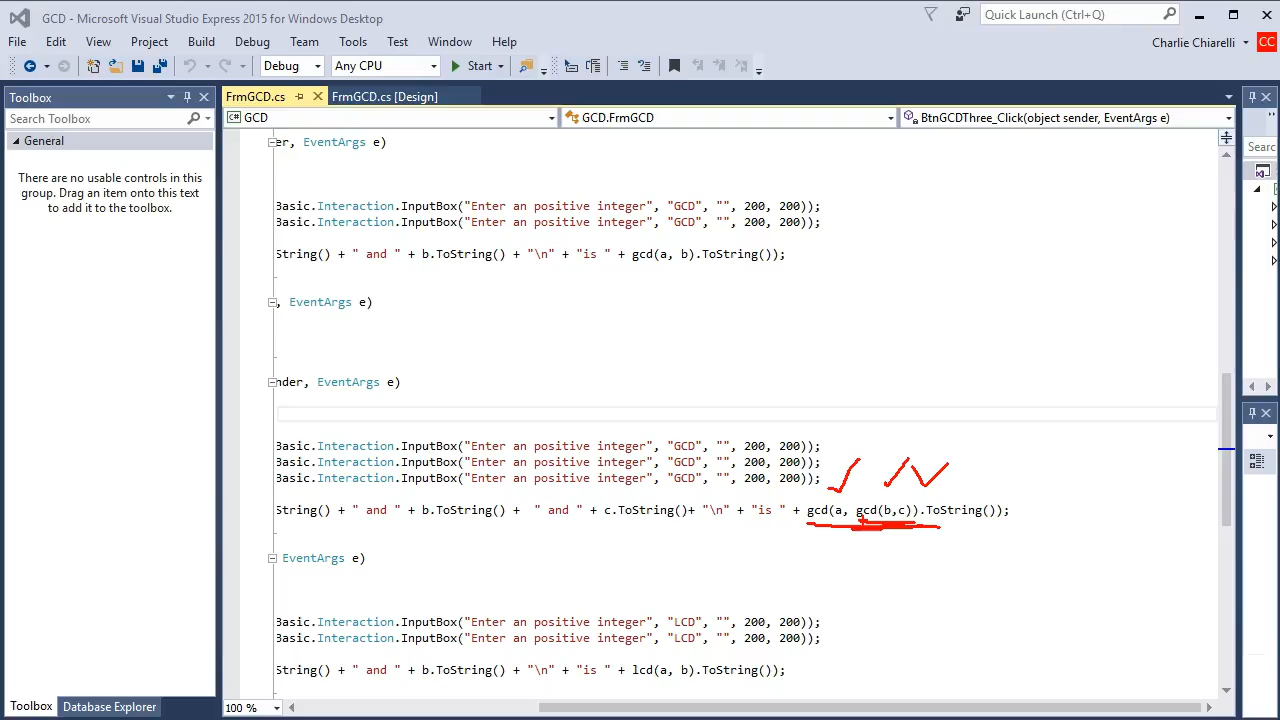 GCD - Microsoft Visual Studio Express 2015 for Windows Desktop
Quick Launch (Ctrl+Q)
File Edit View Project Build Debug Team Tools Test Window Help
Charlie Chiarelli CC
Debug Any CPU Start
Toolbox
FrmGCD.cs FrmGCD.cs [Design]
Search Toolbox
GCD GCD.FrmGCD BtnGCDThree_Click(object sender, EventArgs e)
General
There are no usable controls in this
group. Drag an item onto this text
to add it to the toolbox.
Searc
er, EventArgs e)
Basic.Interaction.InputBox("Enter an positive integer", "GCD", "", 200, 200));
Basic.Interaction.InputBox("Enter an positive integer", "GCD", "", 200, 200));
String() + " and " + b.ToString() + "\n" + "is " + gcd(a, b).ToString());
, EventArgs e)
nder, EventArgs e)
Basic.Interaction.InputBox("Enter an positive integer", "GCD", "", 200, 200));
Basic.Interaction.InputBox("Enter an positive integer", "GCD", "", 200, 200));
Basic.Interaction.InputBox("Enter an positive integer", "GCD", "", 200, 200));
String() + " and " + b.ToString() +  " and " + c.ToString()+ "\n" + "is " + gcd(a, gcd(b,c)).ToString());
EventArgs e)
Basic.Interaction.InputBox("Enter an positive integer", "LCD", "", 200, 200));
Basic.Interaction.InputBox("Enter an positive integer", "LCD", "", 200, 200));
String() + " and " + b.ToString() + "\n" + "is " + lcd(a, b).ToString());
Toolbox Database Explorer
100 %